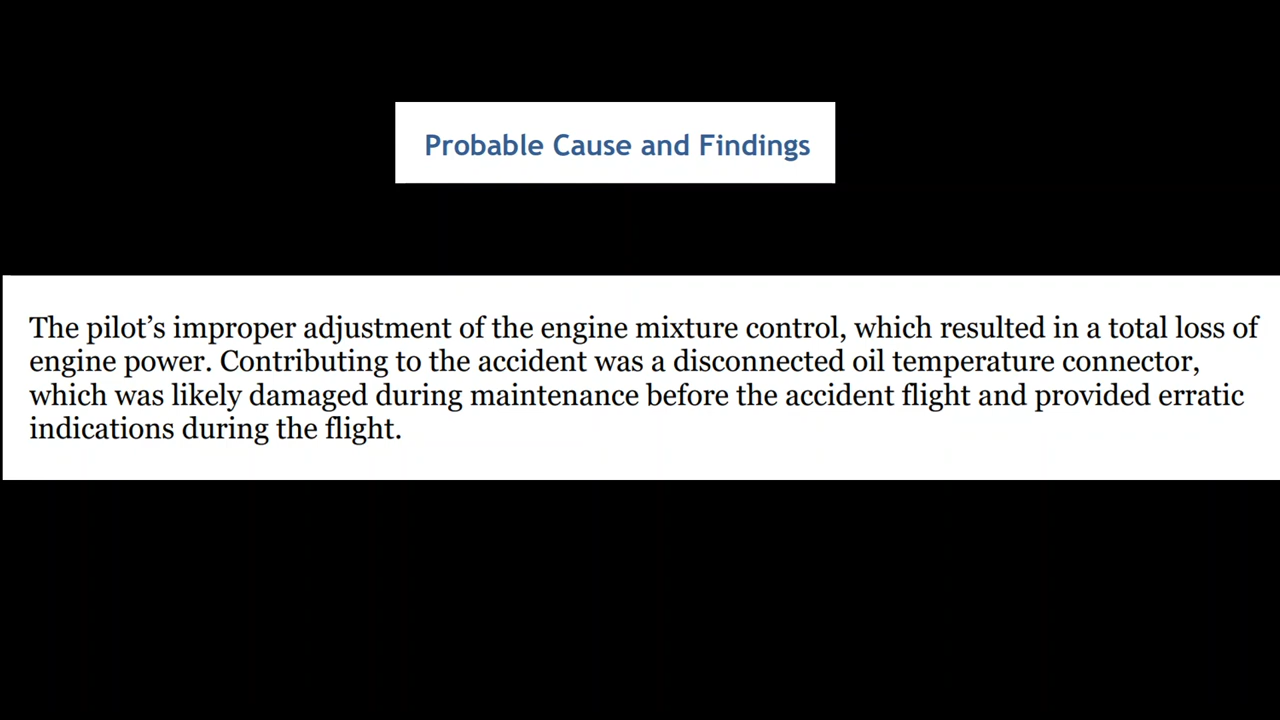 Probable Cause and Findings
The pilot’s improper adjustment of the engine mixture control, which resulted in a total loss of
engine power. Contributing to the accident was a disconnected oil temperature connector,
which was likely damaged during maintenance before the accident flight and provided erratic
indications during the flight.